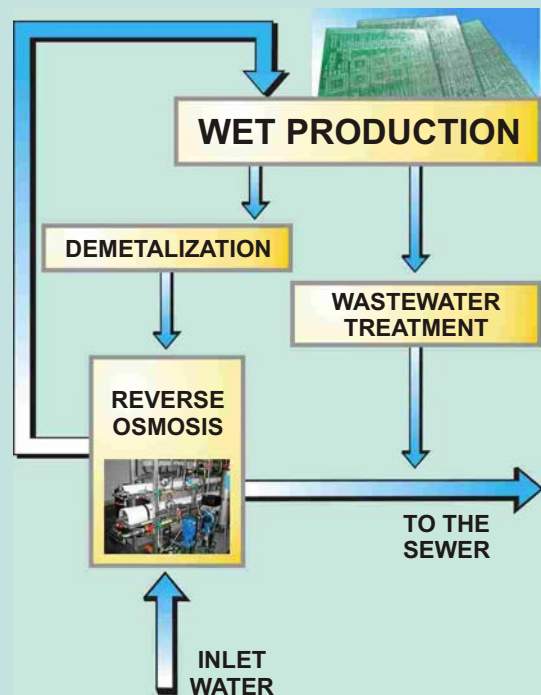 WET PRODUCTION
DEMETALIZATION
WASTEWATER
TREATMENT
REVERSE
OSMOSIS
TO THE
SEWER
INLET
WATER